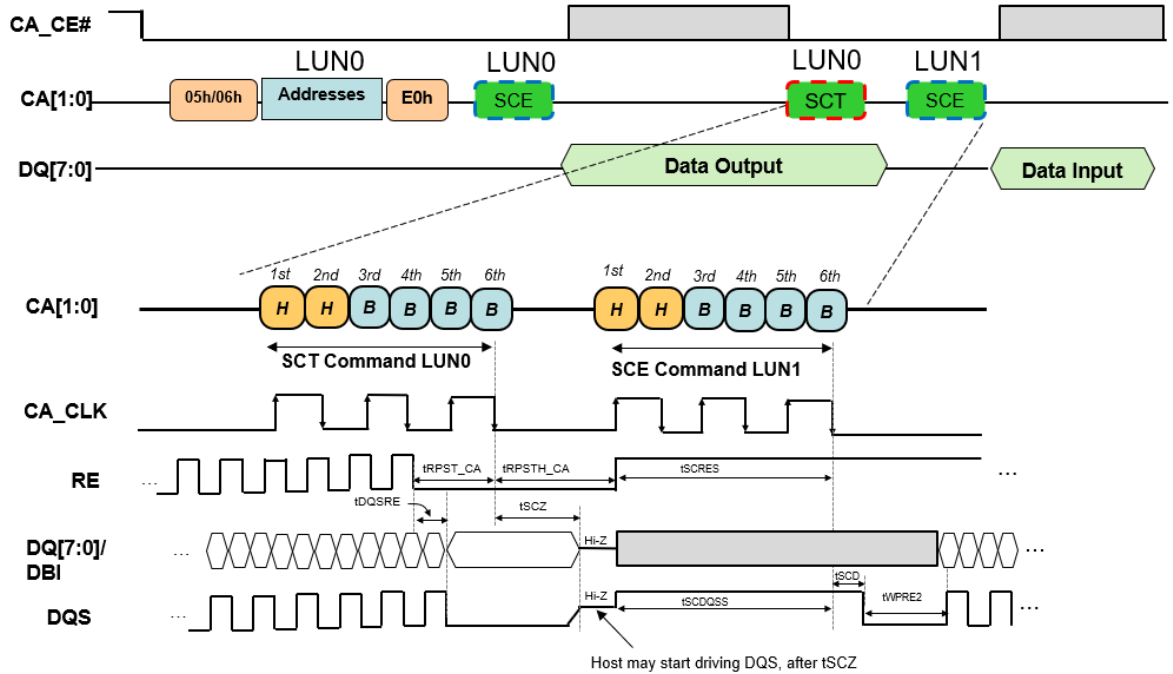 CA_CE#
LUN0 LUN0 LUN0 LUN1
CA[1:0] 05h/06h Addresses E0h SCE SCT SCE
DQ[7:0] Data Output Data Input
1st 2nd 3rd 4th 5th 6th 1st 2nd 3rd 4th 5th 6th
CA[1:0] H H B B B B H H B B B B
SCT Command LUN0 SCE Command LUN1
CA_CLK
RE ... tRPST_CA tRPSTH_CA tSCRES ...
tDQSRE tSCZ
Hi-Z
DQ[7:0]/ ... ...
DBI
tSCD
DQS ... Hi-Z tSCDQSS tWPRE2 ...
Host may start driving DQS, after tSCZ